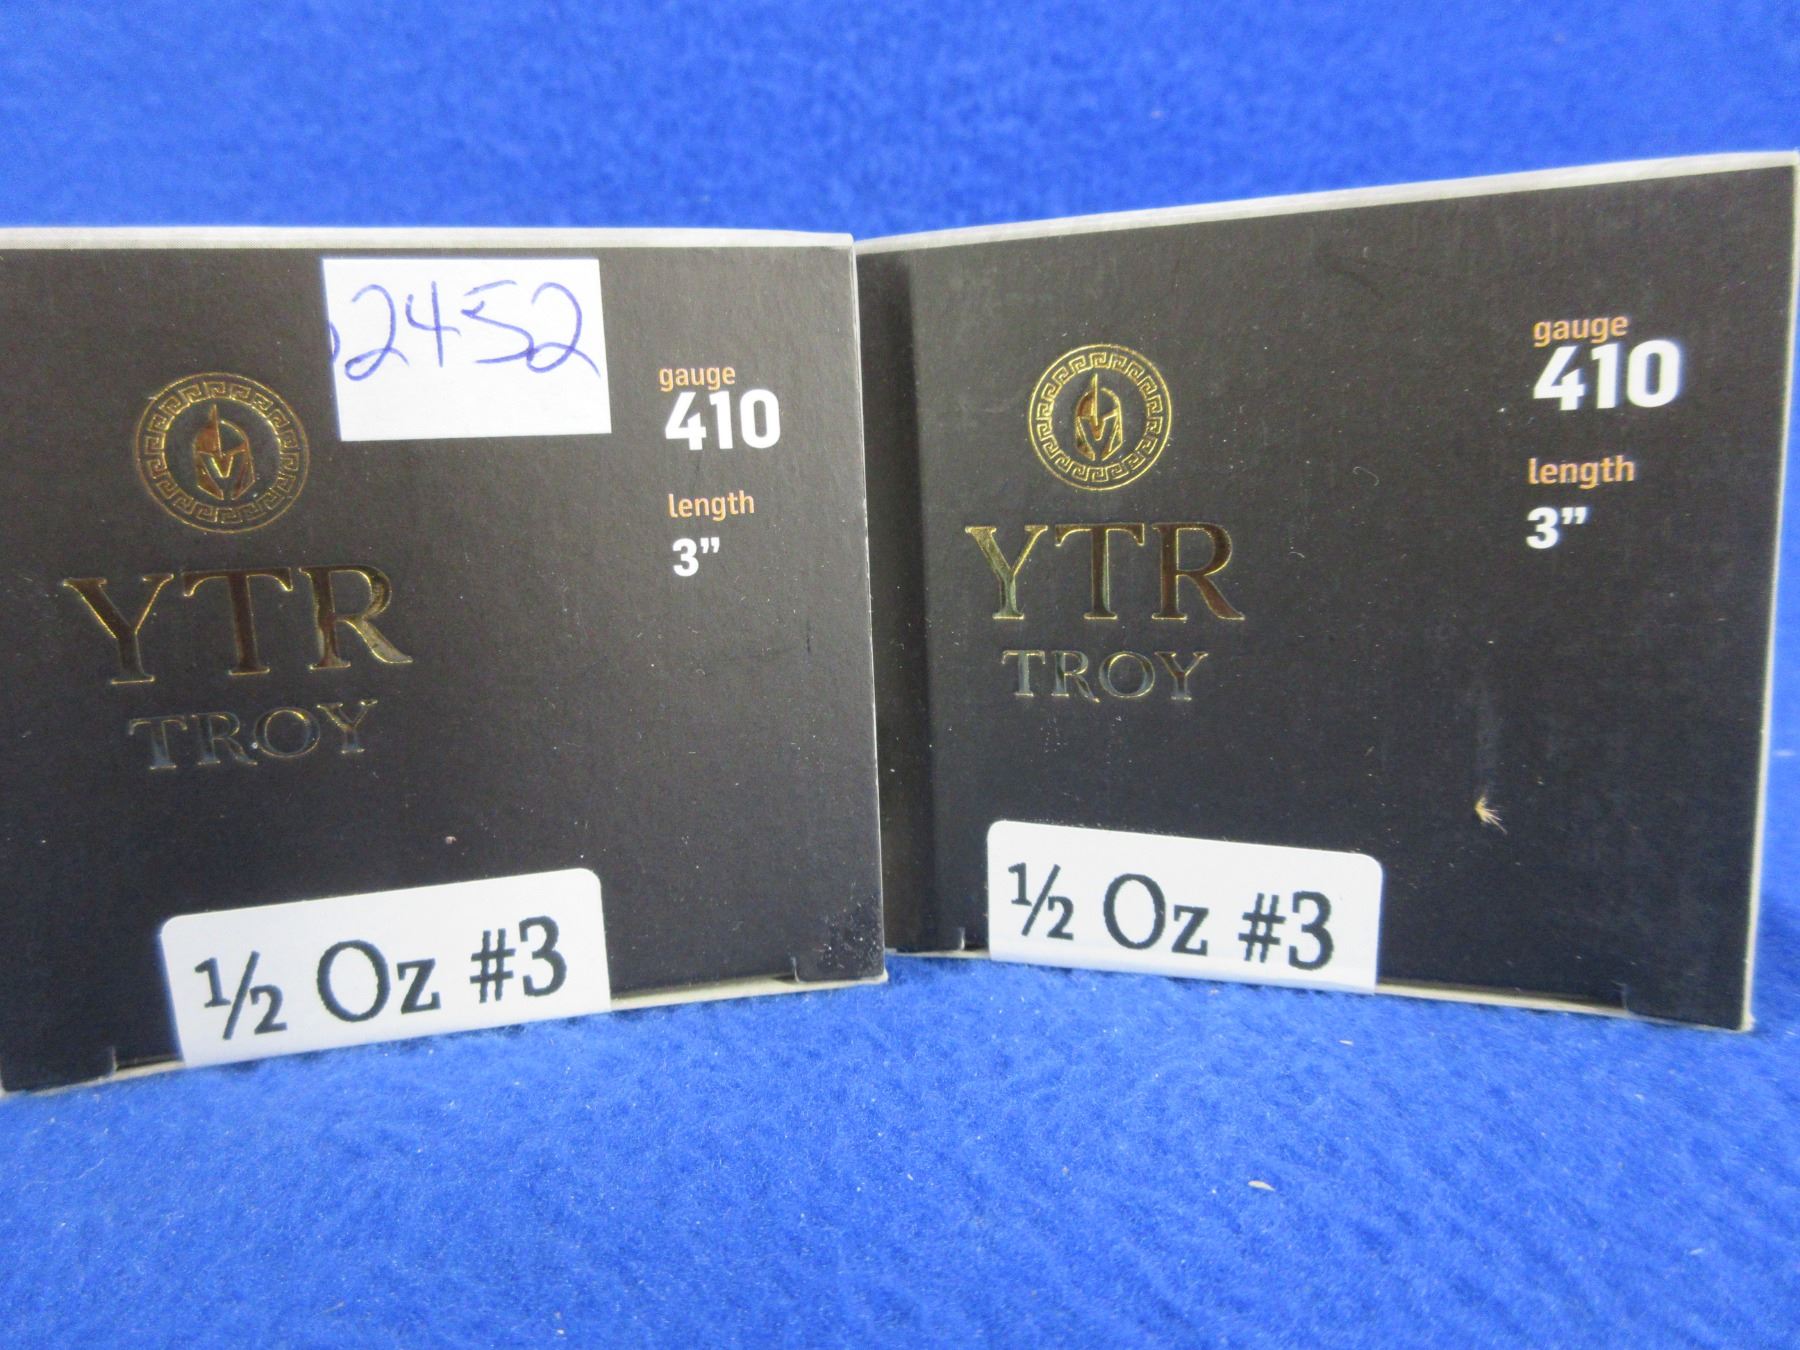 2452
gauge
410
length
3”
YTR
TROY
½ Oz #3
gauge
410
length
3”
YTR
TROY
½ Oz #3